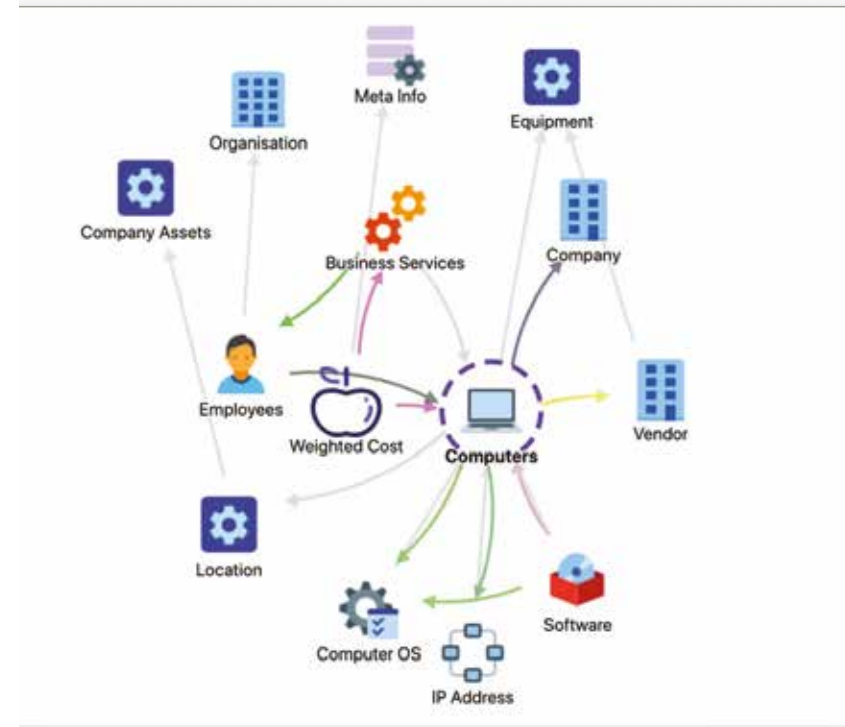 Meta Info
Equipment
Organisation
Company Assets
Business Services
Company
Employees
Weighted Cost
Vendor
Computers
Location
Software
Computer OS
IP Address